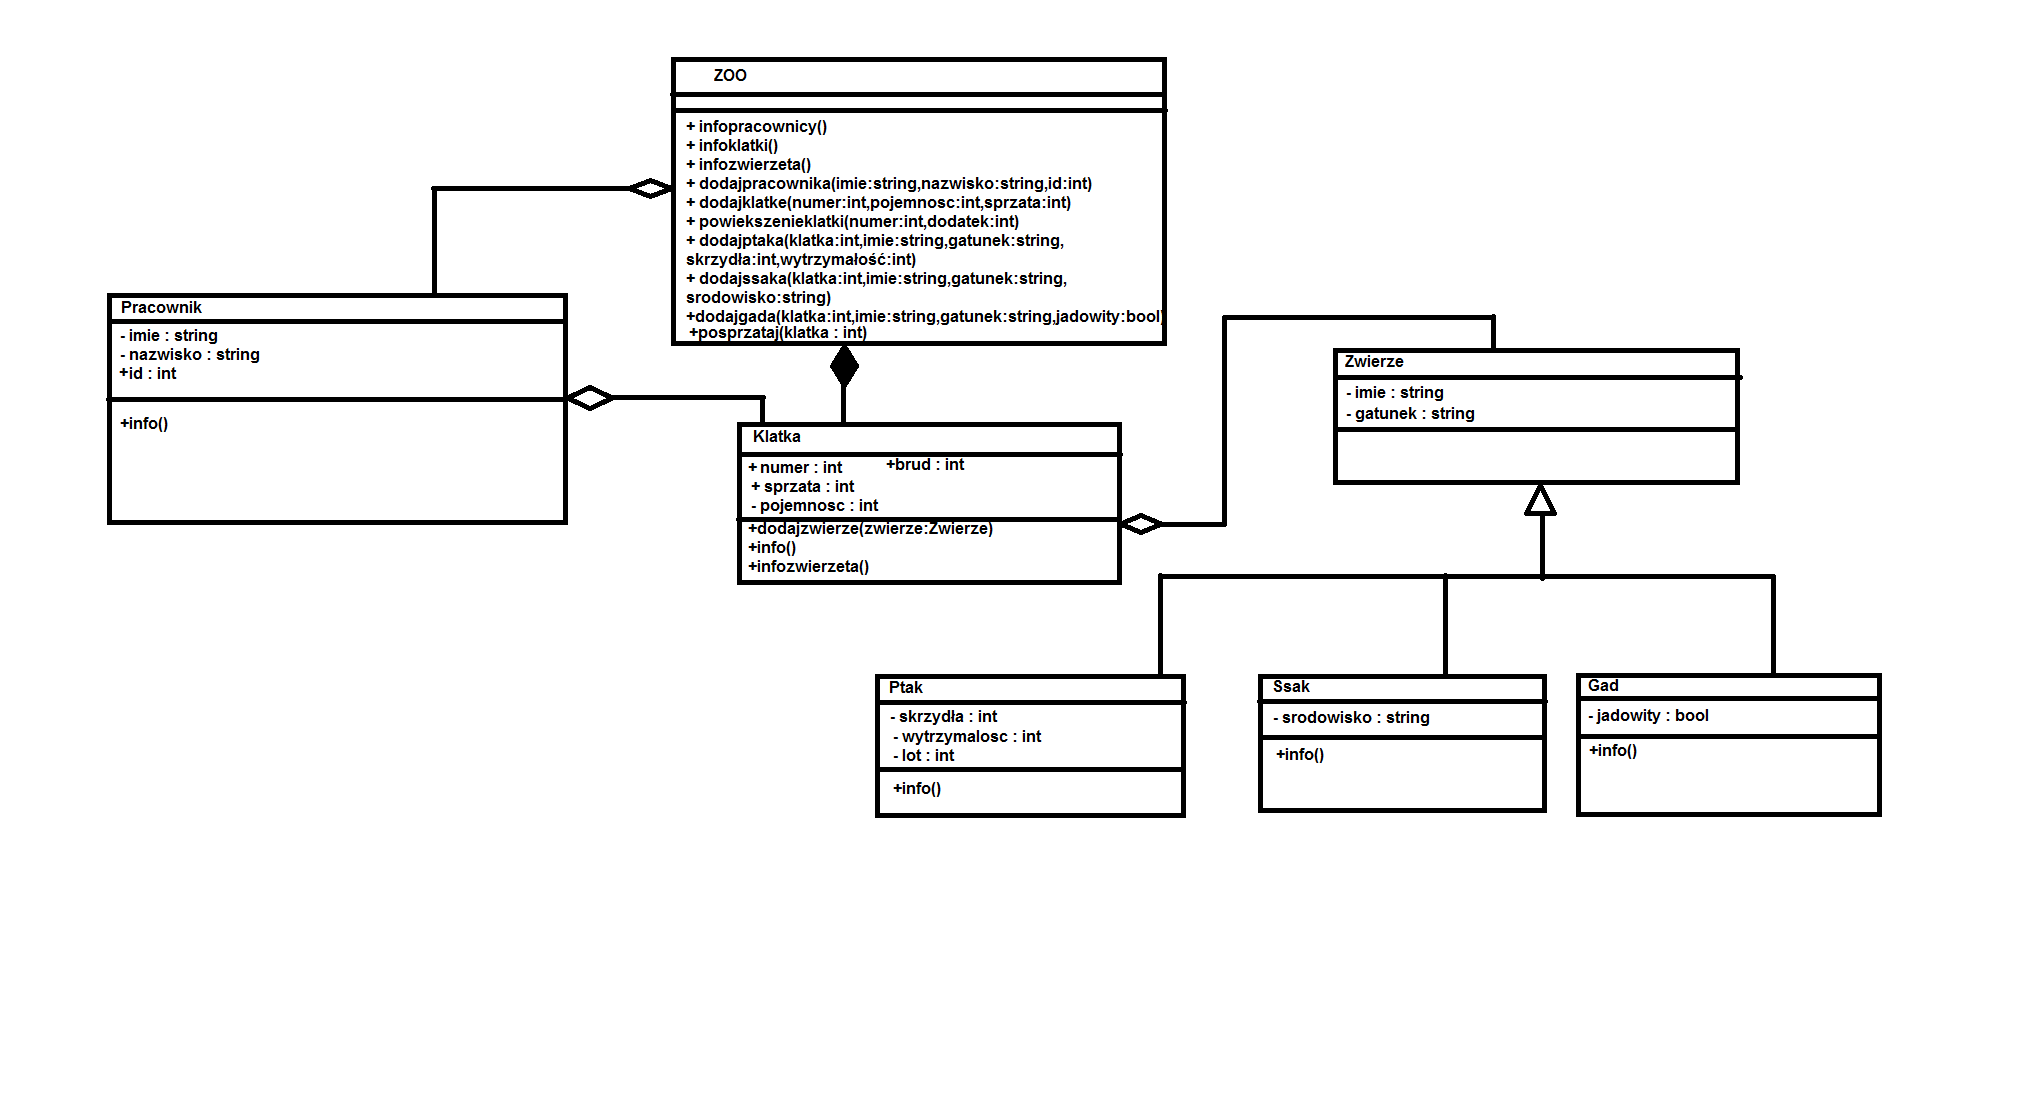 ZOO
+ infopracownicy()
+ infoklatki()
+ infozwierzeta()
+ dodajpracownika(imie:string,nazwisko:string,id:int)
+ dodajklatke(numer:int,pojemnosc:int,sprzata:int)
+ powiekszenieklatki(numer:int,dodatek:int)
+ dodajptaka(klatka:int,imie:string,gatunek:string,
skrzydła:int,wytrzymałość:int)
+ dodajssaka(klatka:int,imie:string,gatunek:string,
srodowisko:string)
+dodajgada(klatka:int,imie:string,gatunek:string,jadowity:bool)
+posprzataj(klatka : int)
Pracownik
- imie : string
- nazwisko : string
+id : int
+info()
Klatka
+ numer : int +brud : int
+ sprzata : int
- pojemnosc : int
+dodajzwierze(zwierze:Zwierze)
+info()
+infozwierzeta()
Zwierze
- imie : string
- gatunek : string
Ptak
- skrzydła : int
- wytrzymalosc : int
- lot : int
+info()
Ssak
- srodowisko : string
+info()
Gad
- jadowity : bool
+info()